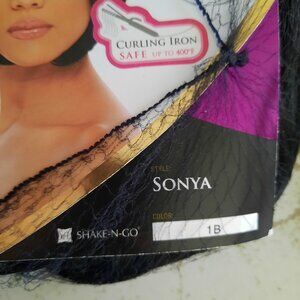 CURLING IRON
SAFE UP TO 400°F
STYLE:
SONYA
COLOR:
1B
SHAKE-N-GO